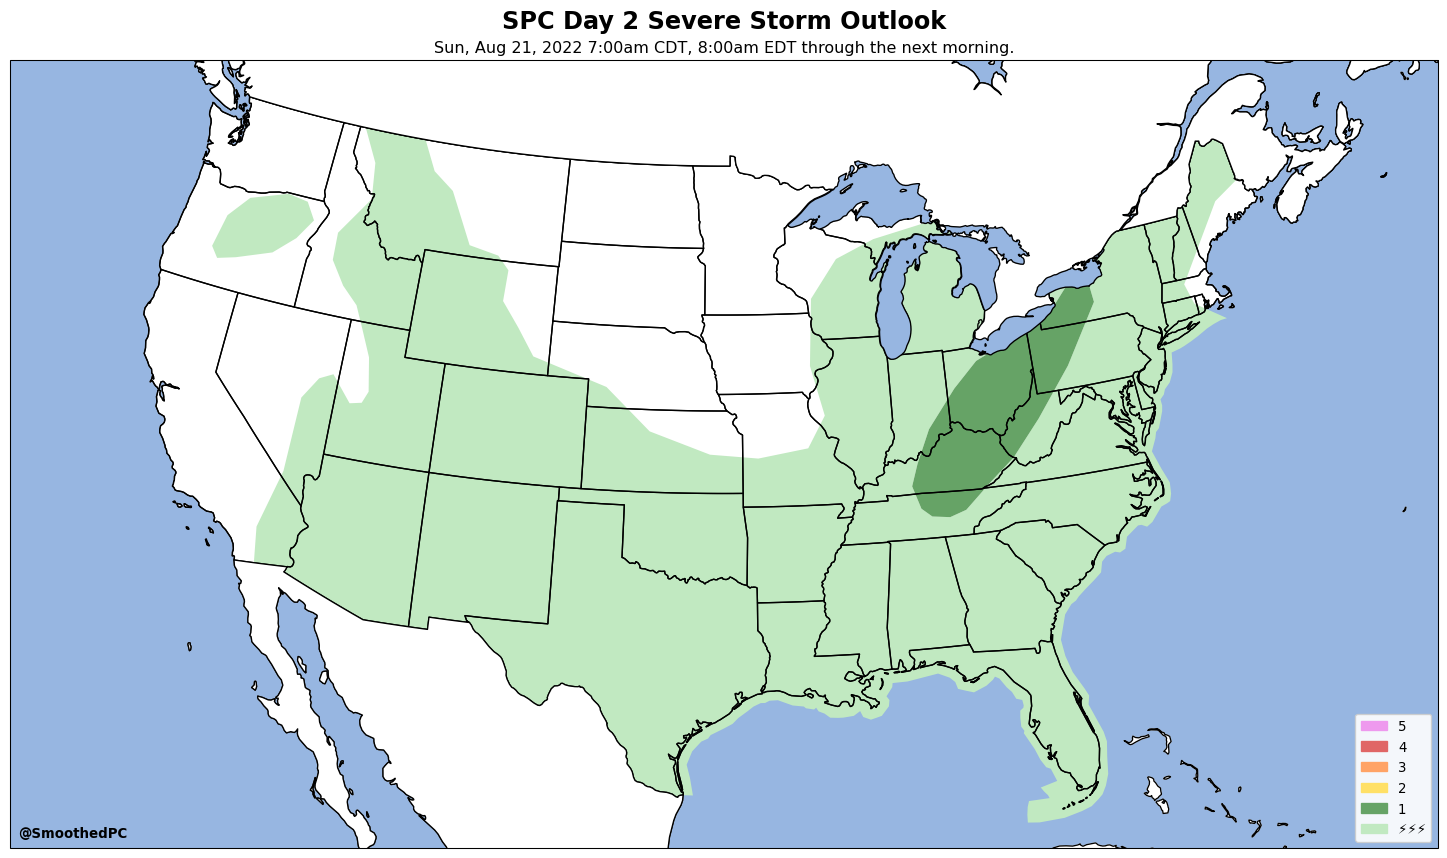 SPC Day 2 Severe Storm Outlook
Sun, Aug 21, 2022 7:00am CDT, 8:00am EDT through the next morning.
5
4
3
2
1
⚡⚡⚡
@SmoothedPC